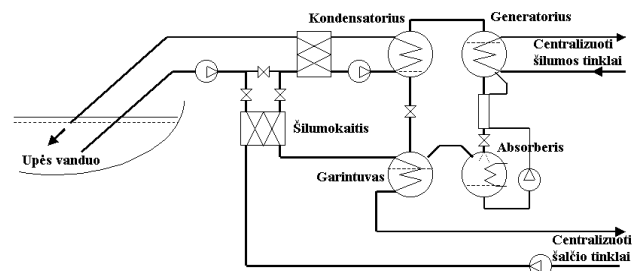 Kondensatorius
Generatorius
Centralizuoti
šilumos tinklai
Šilumokaitis
Upės vanduo
Absorberis
Garintuvas
Centralizuoti
šalčio tinklai